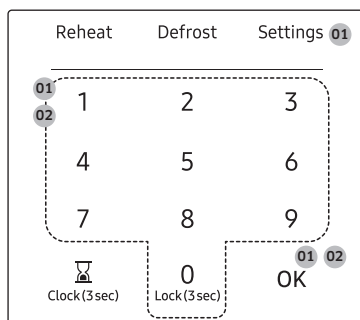 Reheat Defrost Settings 01
01
1 2 3
02
4 5 6
7 8 9
01 02
0 OK
Clock(3 sec) Lock(3 sec)